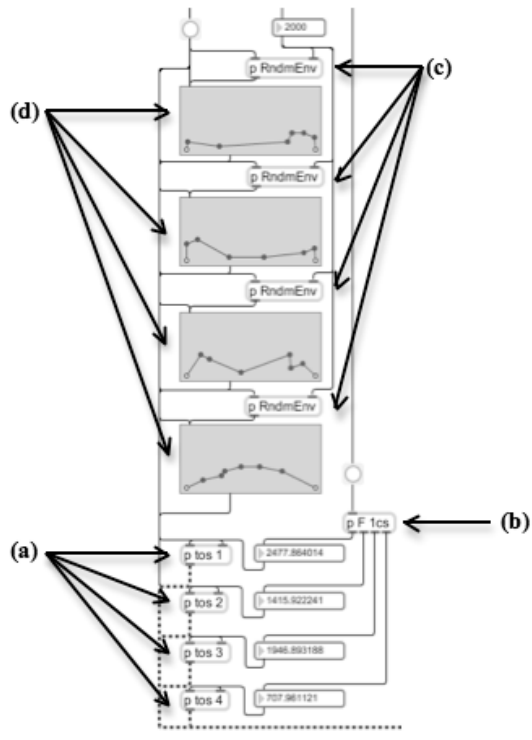 2000
p RndmEnv
(c)
(d)
p RndmEnv
p RndmEnv
p RndmEnv
p F 1cs
(b)
(a)
p tos 1
2477.864014
p tos 2
1415.922241
p tos 3
1946.893188
p tos 4
707.961121